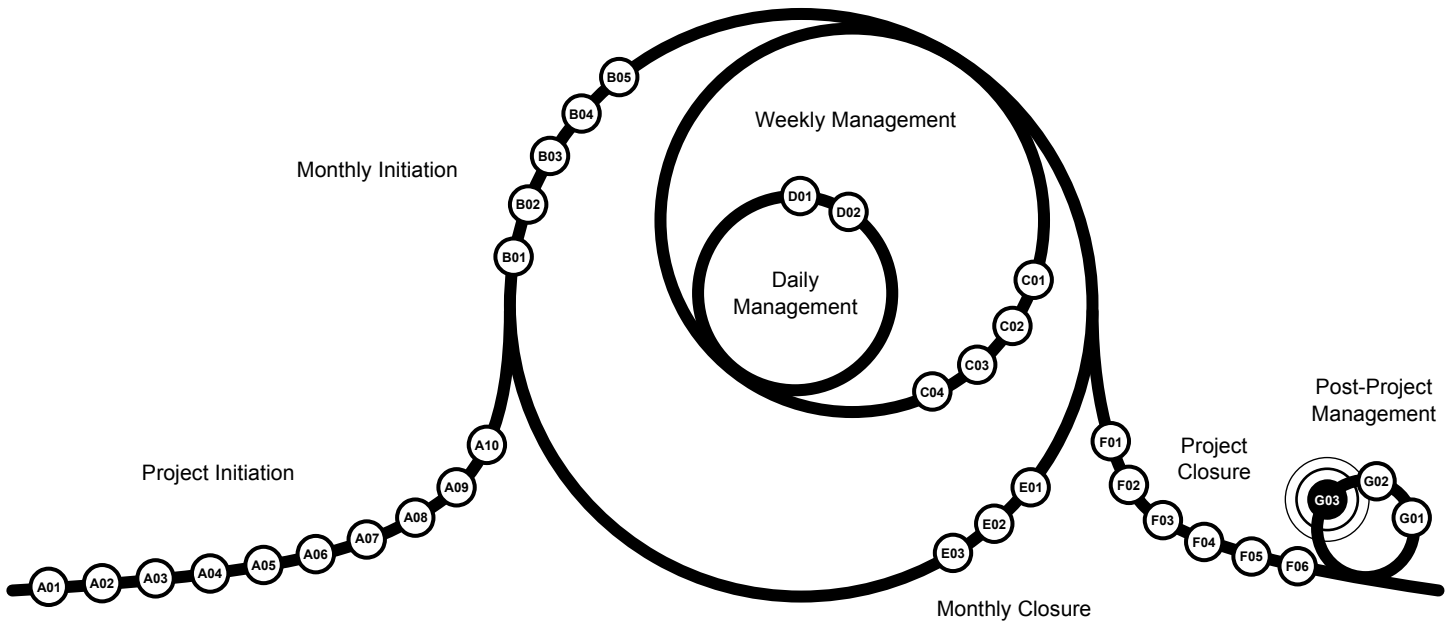 Project Initiation
A01
A02
A03
A04
A05
A06
A07
A08
A09
A10
Monthly Initiation
B01
B02
B03
B04
B05
Weekly Management
C01
C02
C03
C04
Daily
Management
D01
D02
Monthly Closure
E01
E02
E03
Project
Closure
F01
F02
F03
F04
F05
F06
Post-Project
Management
G01
G02
G03